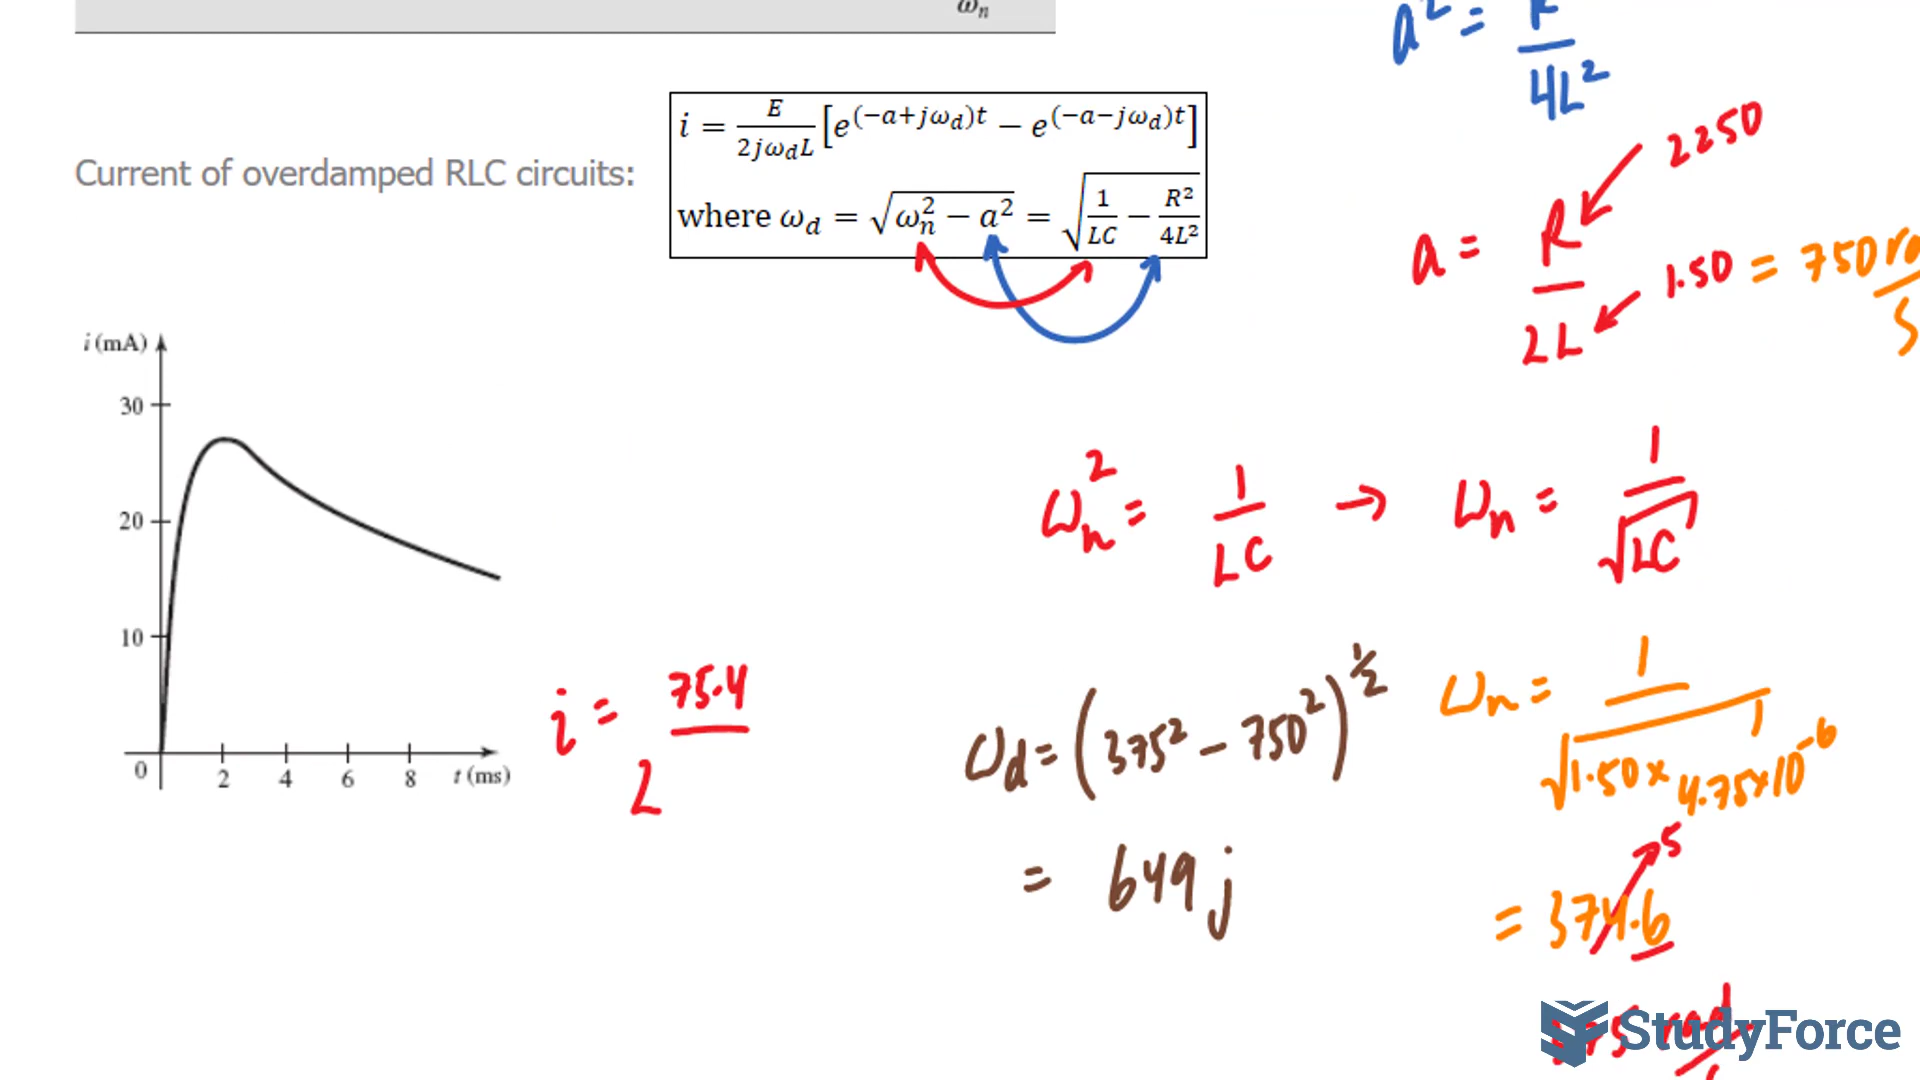 ωn
a² = R
4L²
i = E/(2jωdL) [e^(−a+jωd)t − e^(−a−jωd)t]
Current of overdamped RLC circuits:
where ωd = √(ωn² − a²) = √(1/LC − R²/4L²)
2250
a = R/2L
1.50 = 750
S
i (mA)
30
20
10
0
2
4
6
8
t (ms)
ωn² = 1/LC → ωn = 1/√LC
i = 75.4
2
ωd = (375² − 750²)^½
= 649j
ωn = 1/√1.50 × 4.75×10⁻⁶
5
= 374.6
rad
StudyForce